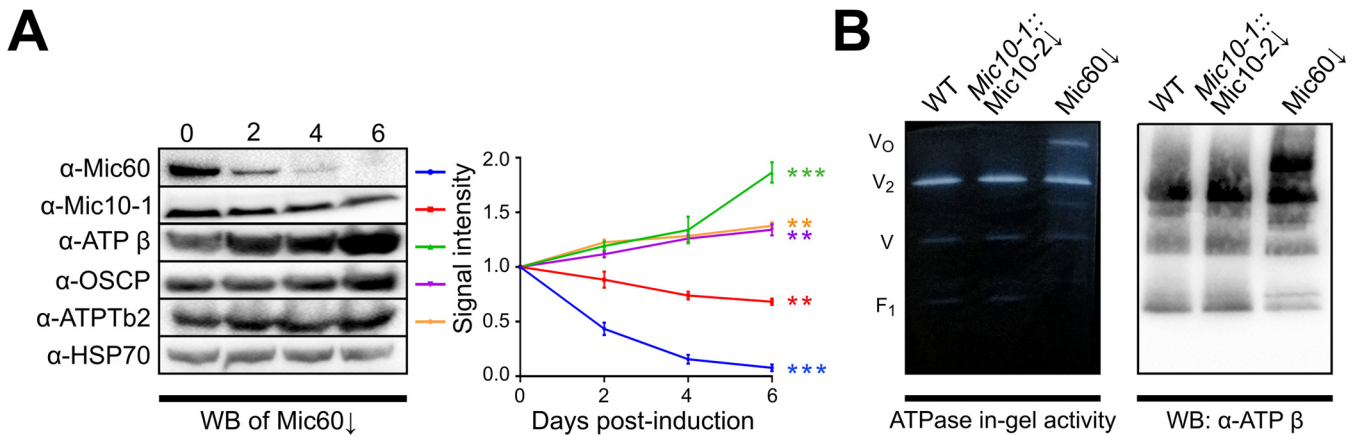 A
0 2 4 6
α-Mic60
α-Mic10-1
α-ATP β
α-OSCP
α-ATPTb2
α-HSP70
WB of Mic60↓
Signal intensity
2.0
1.5
1.0
0.5
0.0
0 2 4 6
Days post-induction
***
**
**
**
***
B
WT
Mic10-1::
Mic10-2↓
Mic60↓
VO
V2
V
F1
ATPase in-gel activity
WT
Mic10-1::
Mic10-2↓
Mic60↓
WB: α-ATP β